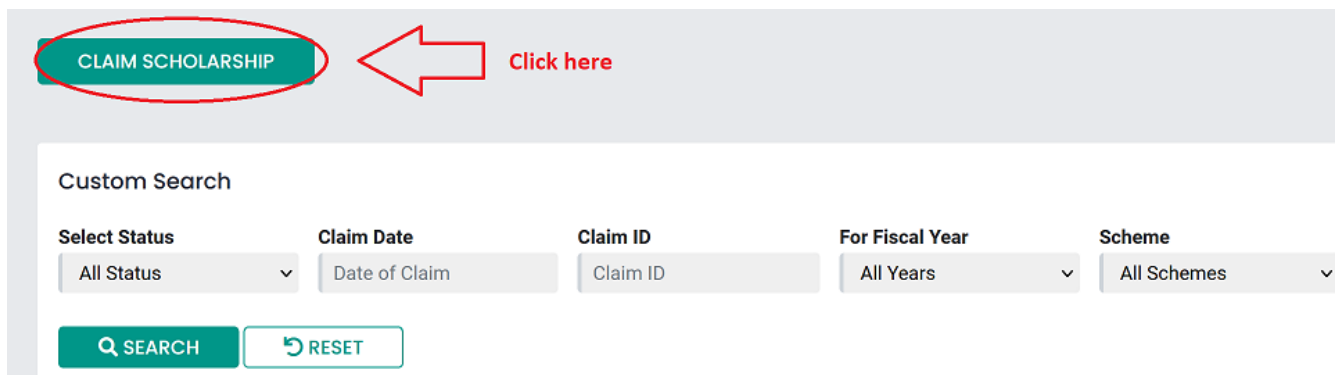 CLAIM SCHOLARSHIP Click here
Custom Search
Select Status Claim Date Claim ID For Fiscal Year Scheme
All Status Date of Claim Claim ID All Years All Schemes
SEARCH RESET